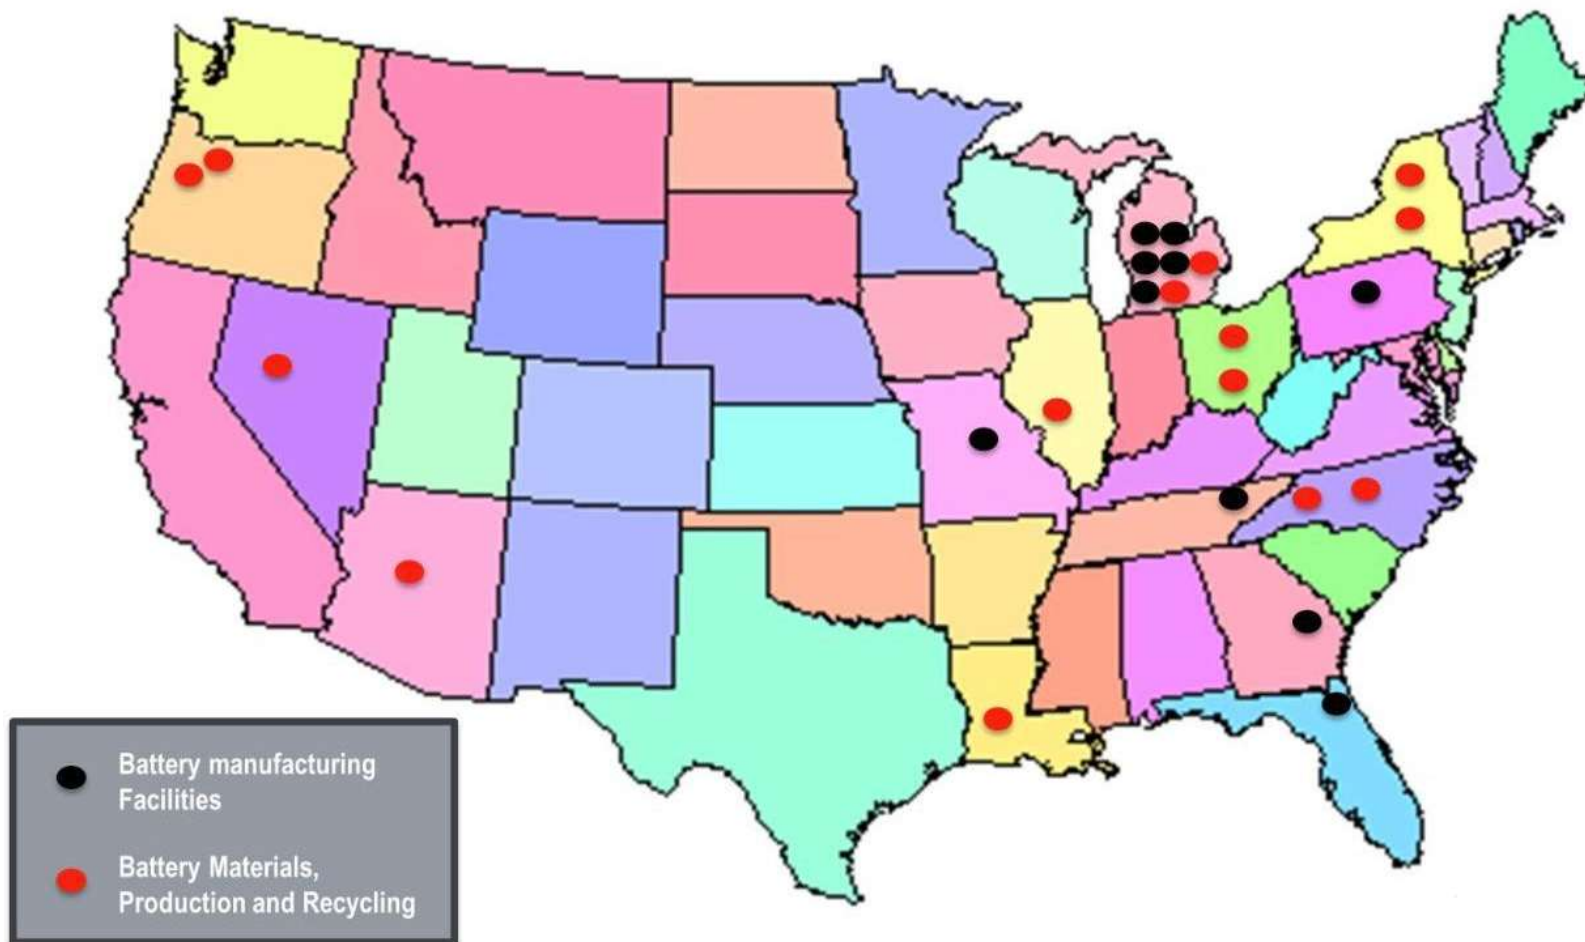 Battery manufacturing
Facilities
Battery Materials,
Production and Recycling